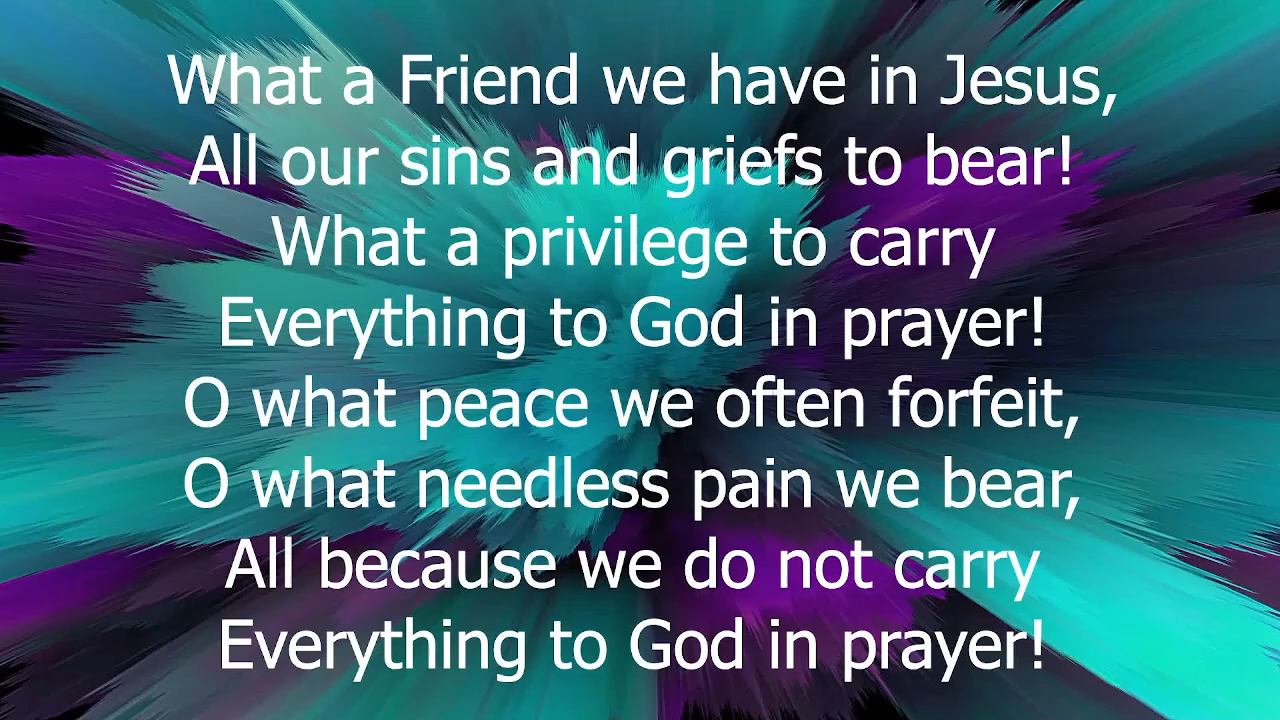 What a Friend we have in Jesus,
All our sins and griefs to bear!
What a privilege to carry
Everything to God in prayer!
O what peace we often forfeit,
O what needless pain we bear,
All because we do not carry
Everything to God in prayer!